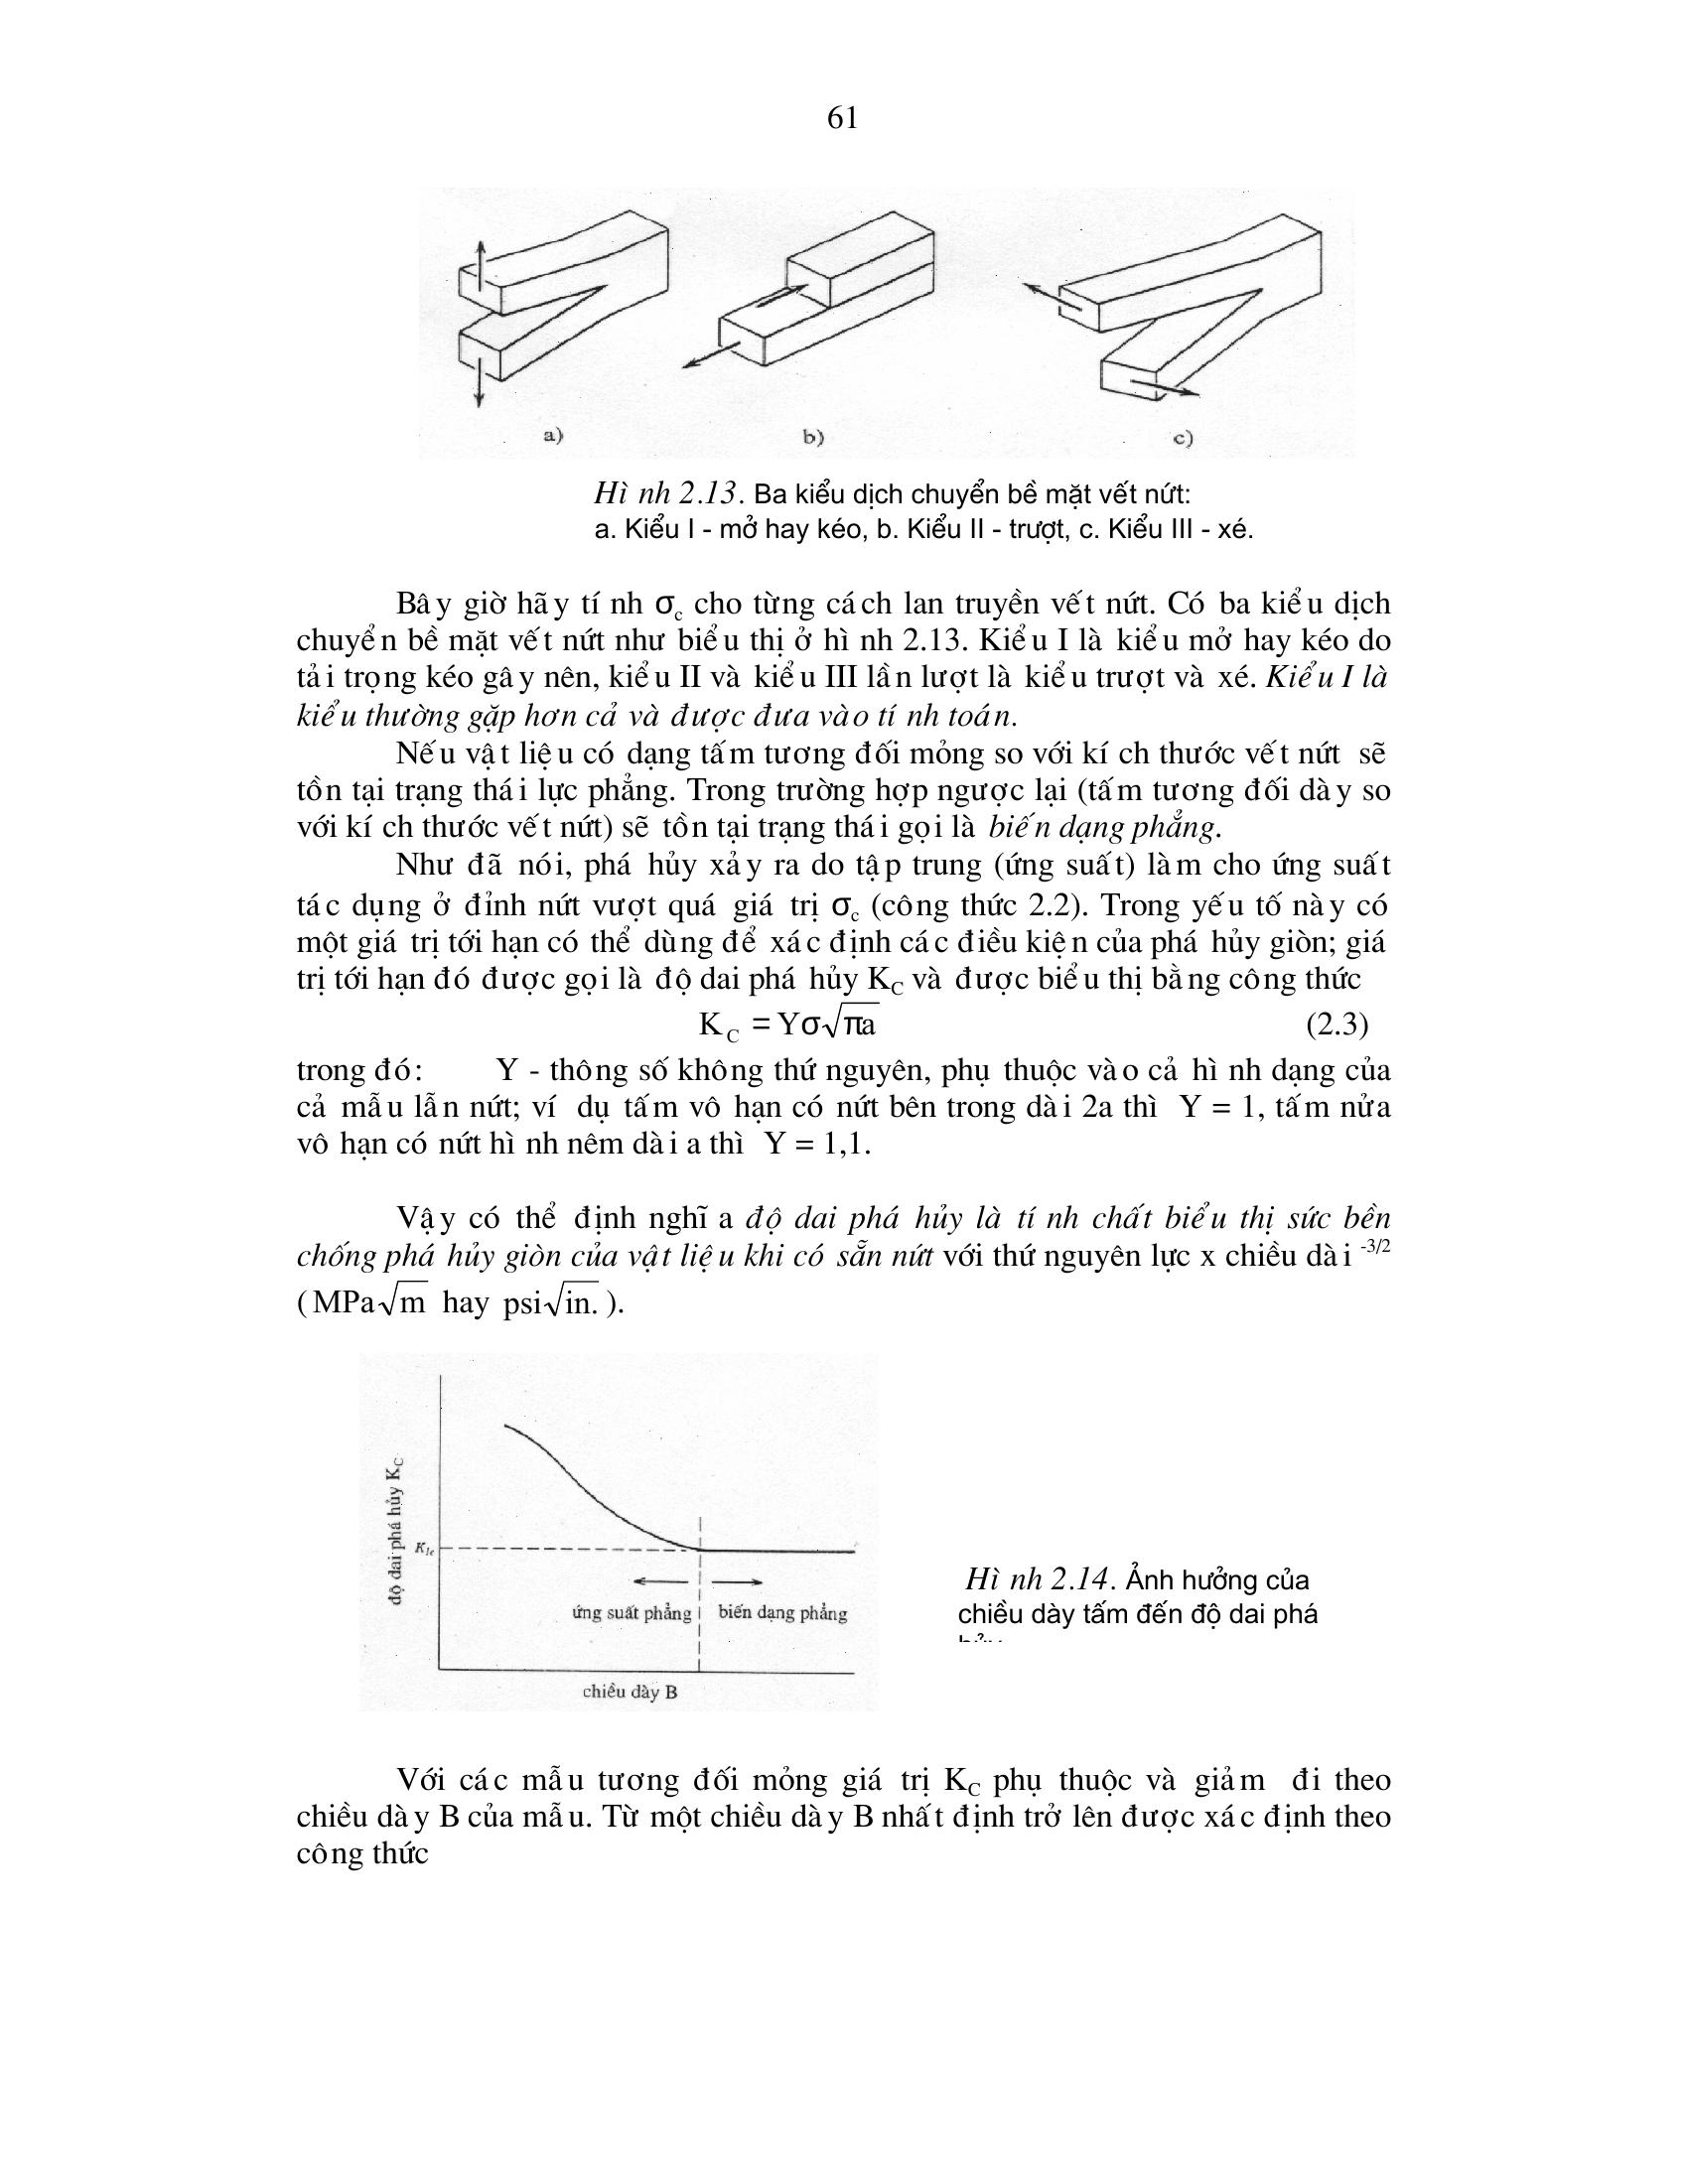 61
a) b) c)
Hình 2.13. Ba kiểu dịch chuyển bề mặt vết nứt:
a. Kiểu I - mở hay kéo, b. Kiểu II - trượt, c. Kiểu III - xé.
Bây giờ hãy tính σc cho từng cách lan truyền vết nứt. Có ba kiểu dịch
chuyển bề mặt vết nứt như biểu thị ở hình 2.13. Kiểu I là kiểu mở hay kéo do
tải trọng kéo gây nên, kiểu II và kiểu III lần lượt là kiểu trượt và xé. Kiểu I là
kiểu thường gặp hơn cả và được đưa vào tính toán.
Nếu vật liệu có dạng tấm tương đối mỏng so với kích thước vết nứt sẽ
tồn tại trạng thái lực phẳng. Trong trường hợp ngược lại (tấm tương đối dày so
với kích thước vết nứt) sẽ tồn tại trạng thái gọi là biến dạng phẳng.
Như đã nói, phá hủy xảy ra do tập trung (ứng suất) làm cho ứng suất
tác dụng ở đỉnh nứt vượt quá giá trị σc (công thức 2.2). Trong yếu tố này có
một giá trị tới hạn có thể dùng để xác định các điều kiện của phá hủy giòn; giá
trị tới hạn đó được gọi là độ dai phá hủy KC và được biểu thị bằng công thức
KC = Yσ√πa (2.3)
trong đó: Y - thông số không thứ nguyên, phụ thuộc vào cả hình dạng của
cả mẫu lẫn nứt; ví dụ tấm vô hạn có nứt bên trong dài 2a thì Y = 1, tấm nửa
vô hạn có nứt hình nêm dài a thì Y = 1,1.
Vậy có thể định nghĩa độ dai phá hủy là tính chất biểu thị sức bền
chống phá hủy giòn của vật liệu khi có sẵn nứt với thứ nguyên lực x chiều dài -3/2
(MPa√m hay psi√in.).
độ dai phá hủy KC
KIc
ứng suất phẳng biến dạng phẳng
chiều dày B
Hình 2.14. Ảnh hưởng của
chiều dày tấm đến độ dai phá
Với các mẫu tương đối mỏng giá trị KC phụ thuộc và giảm đi theo
chiều dày B của mẫu. Từ một chiều dày B nhất định trở lên được xác định theo
công thức